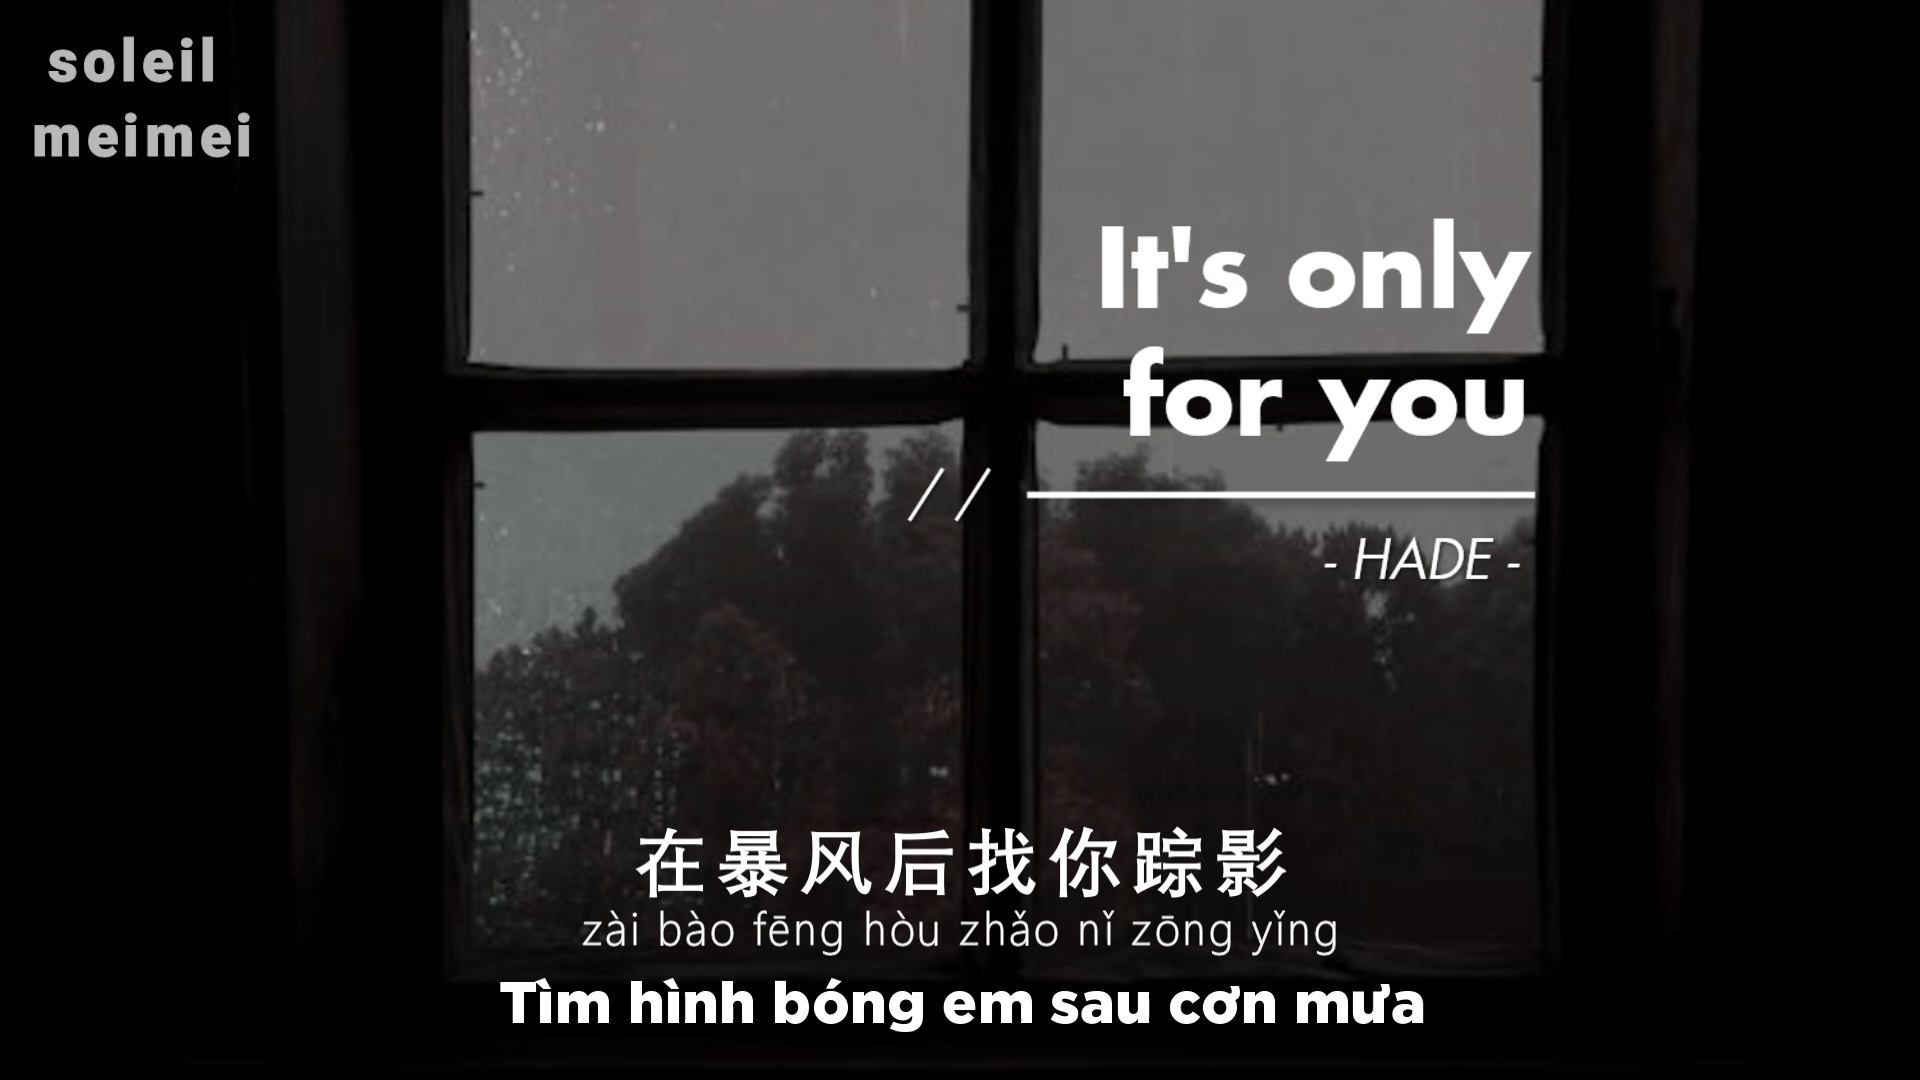 soleil
meimei
It's only
for you
//
- HADE -
在暴风后找你踪影
zài bào fēng hòu zhǎo nǐ zōng yǐng
Tìm hình bóng em sau cơn mưa